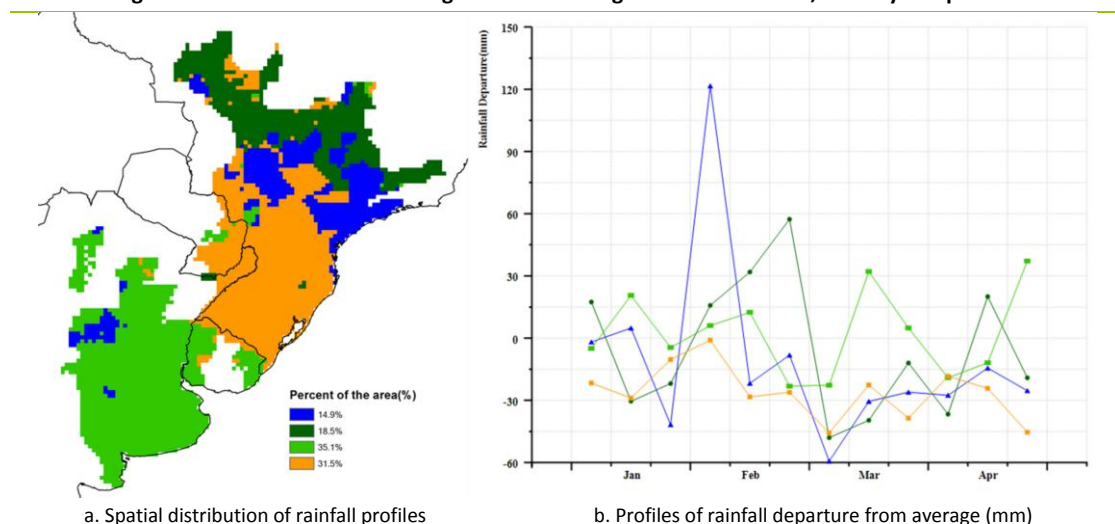 Percent of the area(%)
14.9%
18.5%
35.1%
31.5%
a. Spatial distribution of rainfall profiles
Rainfall Departure(mm)
150
120
90
60
30
0
-30
-60
Jan Feb Mar Apr
b. Profiles of rainfall departure from average (mm)